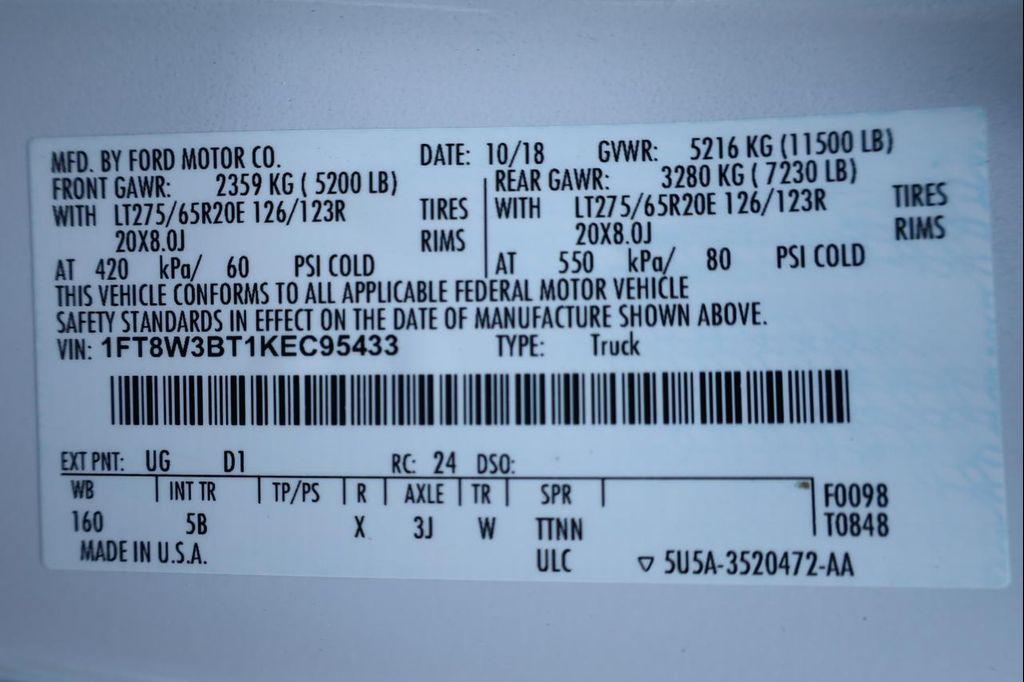 MFD. BY FORD MOTOR CO. DATE: 10/18 GVWR: 5216 KG (11500 LB)
FRONT GAWR: 2359 KG ( 5200 LB) REAR GAWR: 3280 KG ( 7230 LB)
WITH LT275/65R20E 126/123R TIRES WITH LT275/65R20E 126/123R TIRES
20X8.0J RIMS 20X8.0J RIMS
AT 420 kPa/ 60 PSI COLD AT 550 kPa/ 80 PSI COLD
THIS VEHICLE CONFORMS TO ALL APPLICABLE FEDERAL MOTOR VEHICLE
SAFETY STANDARDS IN EFFECT ON THE DATE OF MANUFACTURE SHOWN ABOVE.
VIN: 1FT8W3BT1KEC95433 TYPE: Truck
EXT PNT: UG D1 RC: 24 DSO:
WB INT TR TP/PS R AXLE TR SPR F0098
160 5B X 3J W TTNN T0848
MADE IN U.S.A. ULC ▽ 5U5A-3520472-AA